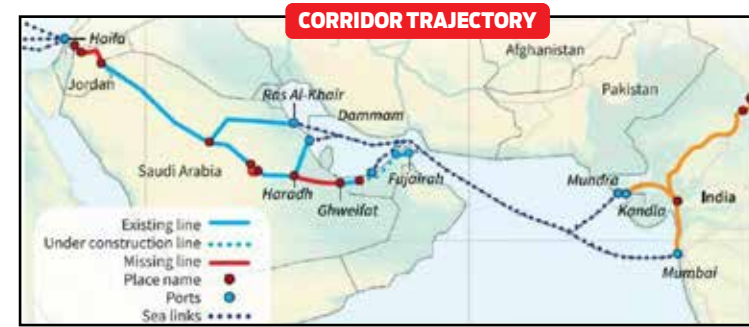 CORRIDOR TRAJECTORY
Haifa
Jordan
Afghanistan
Pakistan
Ras Al-Khair
Dammam
Saudi Arabia
Haradh
Fujairah
Ghweifat
Mundra
Kandla
India
Mumbai
Existing line
Under construction line
Missing line
Place name
Ports
Sea links